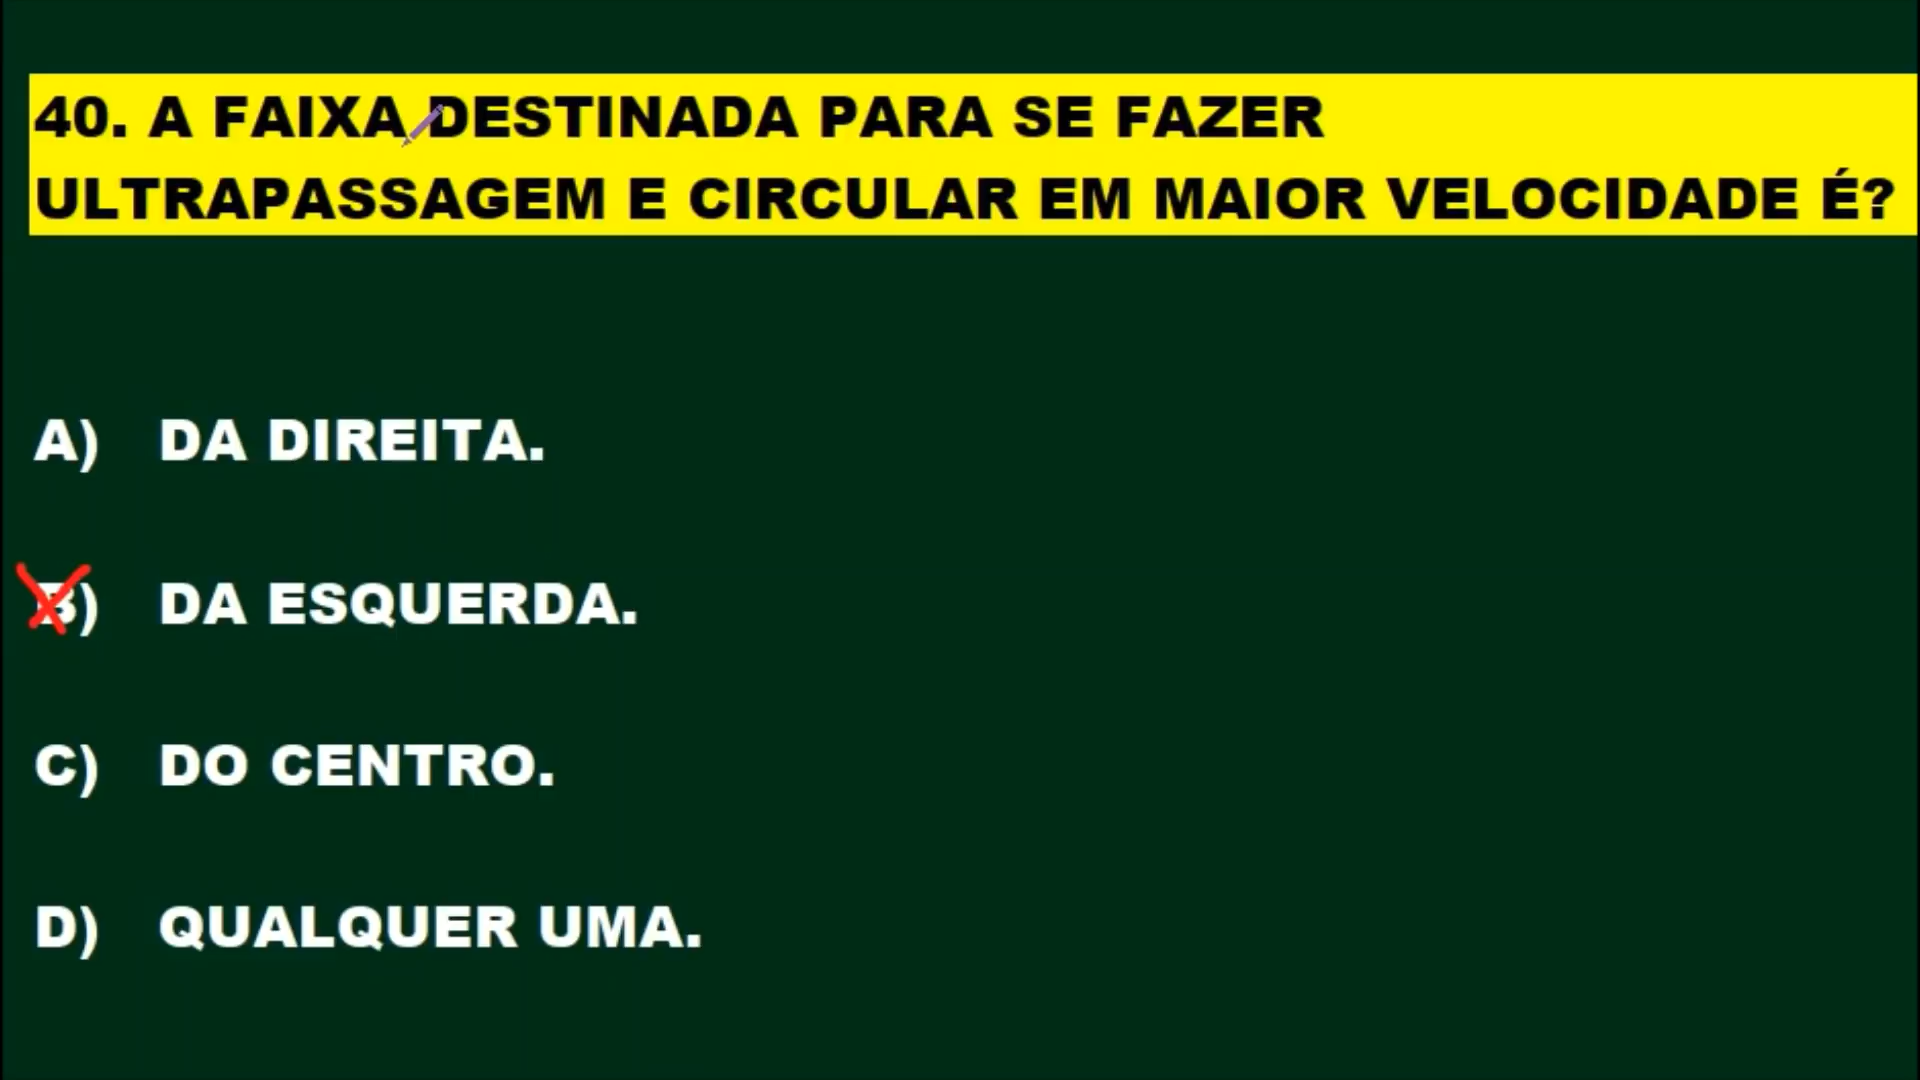 40. A FAIXA DESTINADA PARA SE FAZER
ULTRAPASSAGEM E CIRCULAR EM MAIOR VELOCIDADE É?
A) DA DIREITA.
B) DA ESQUERDA.
C) DO CENTRO.
D) QUALQUER UMA.